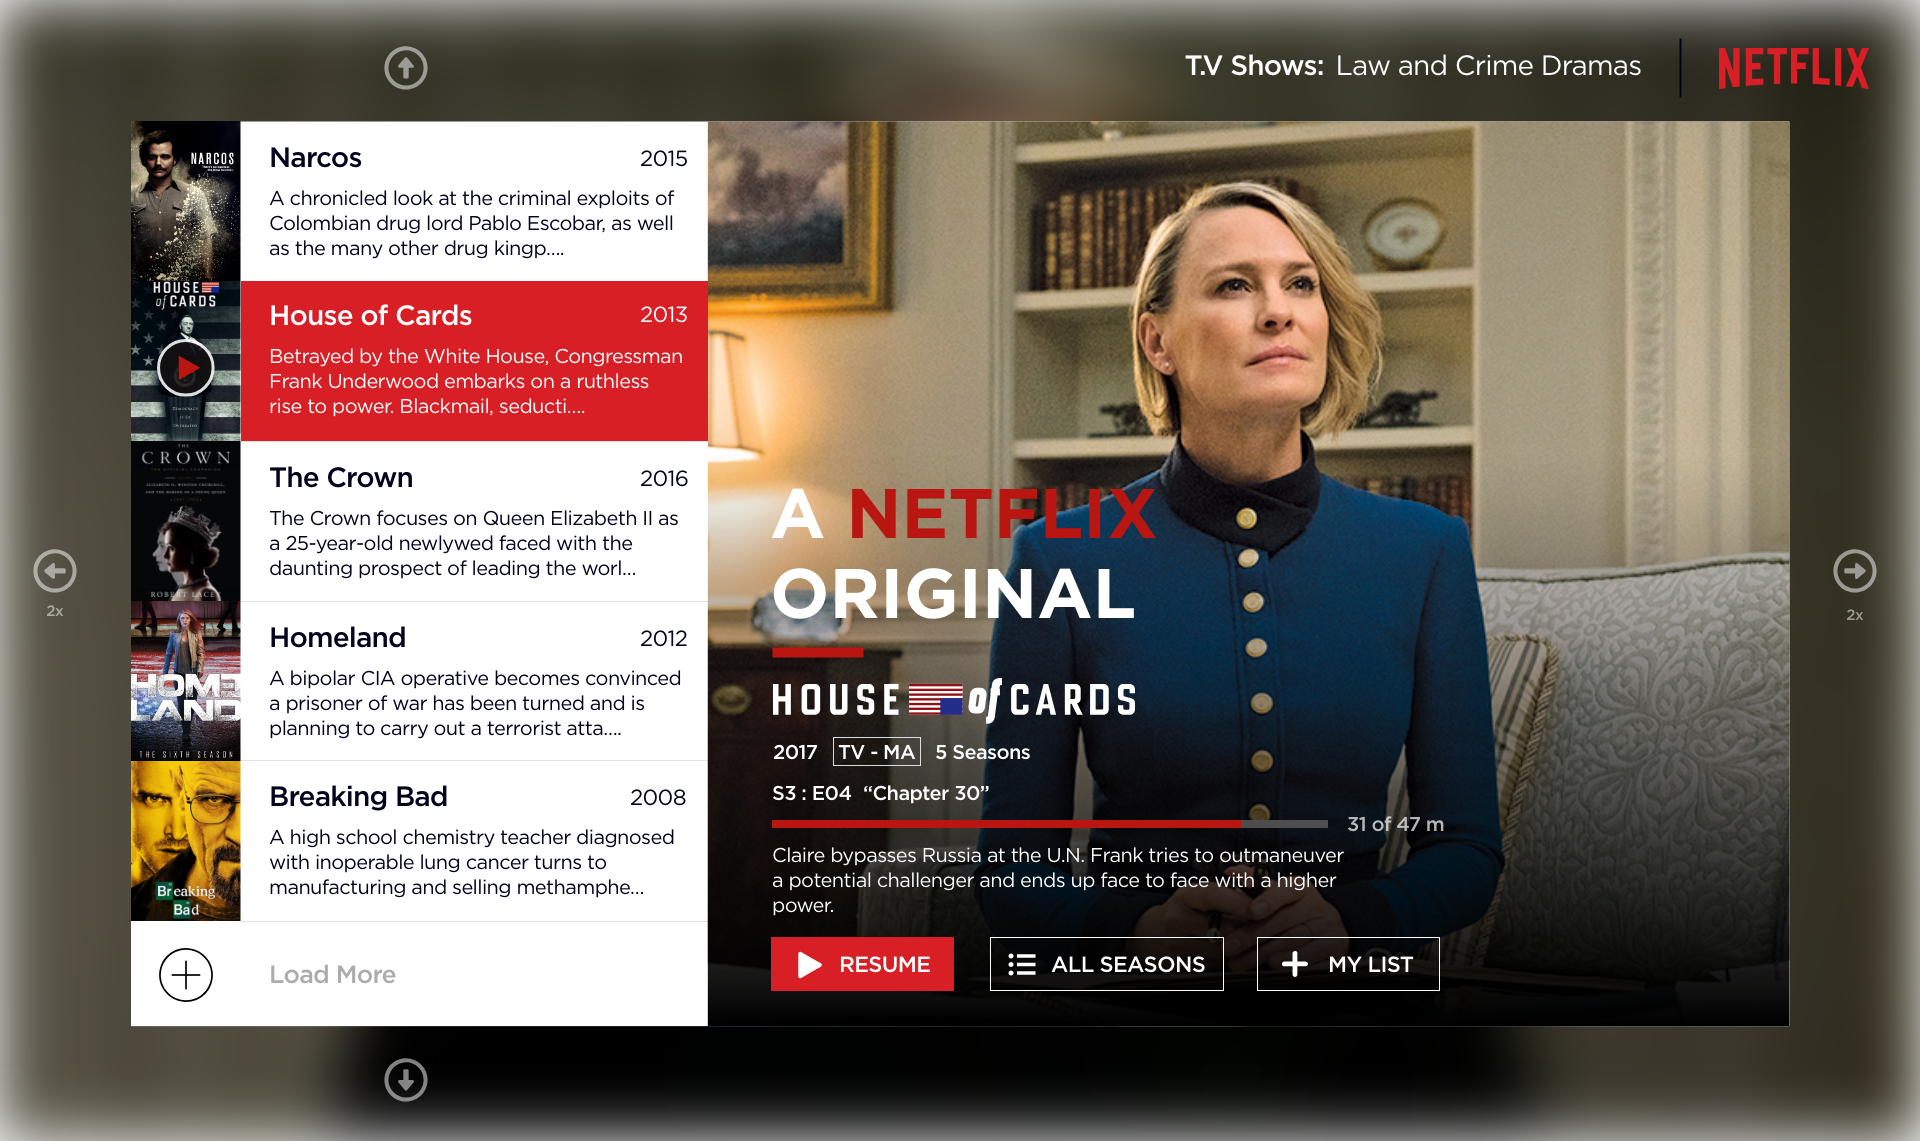 T.V Shows: Law and Crime Dramas
NETFLIX
NARCOS
Narcos 2015
A chronicled look at the criminal exploits of
Colombian drug lord Pablo Escobar, as well
as the many other drug kingp....
HOUSE
of CARDS
House of Cards 2013
Betrayed by the White House, Congressman
Frank Underwood embarks on a ruthless
rise to power. Blackmail, seducti....
THE
CROWN
ROBERT LACEY
The Crown 2016
The Crown focuses on Queen Elizabeth II as
a 25-year-old newlywed faced with the
daunting prospect of leading the worl...
HOME
LAND
THE SIXTH SEASON
Homeland 2012
A bipolar CIA operative becomes convinced
a prisoner of war has been turned and is
planning to carry out a terrorist atta....
Breaking
Bad
Breaking Bad 2008
A high school chemistry teacher diagnosed
with inoperable lung cancer turns to
manufacturing and selling methamphe...
Load More
2x
A NETFLIX
ORIGINAL
HOUSE of CARDS
2017 TV - MA 5 Seasons
S3 : E04 “Chapter 30”
31 of 47 m
Claire bypasses Russia at the U.N. Frank tries to outmaneuver
a potential challenger and ends up face to face with a higher
power.
RESUME
ALL SEASONS
MY LIST
2x